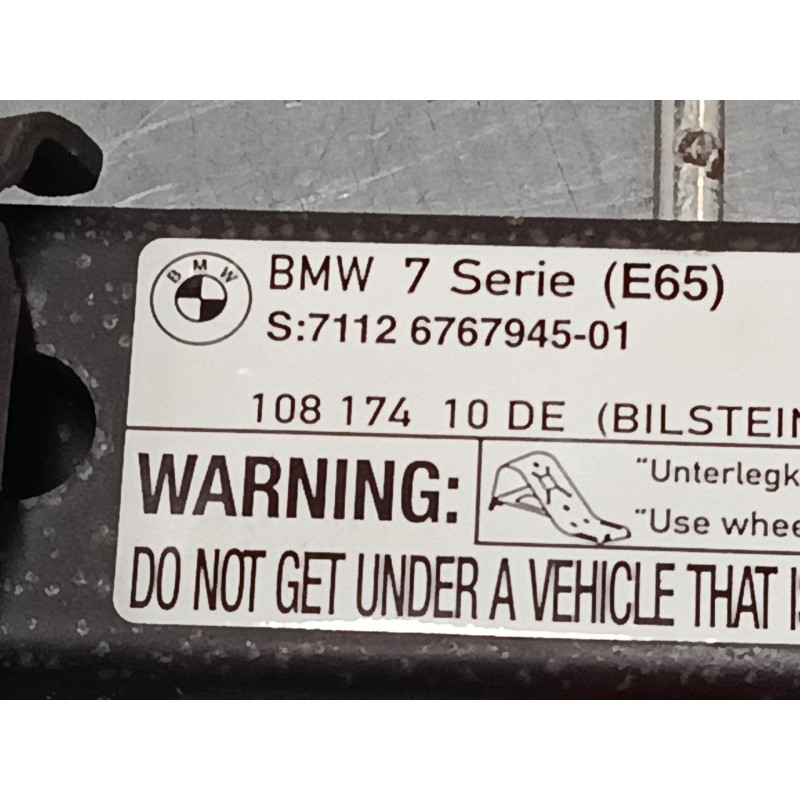 BMW
BMW 7 Serie (E65)
S:7112 6767945-01
108 174 10 DE (BILSTEIN
WARNING:
"Unterlegk
"Use whee
DO NOT GET UNDER A VEHICLE THAT IS